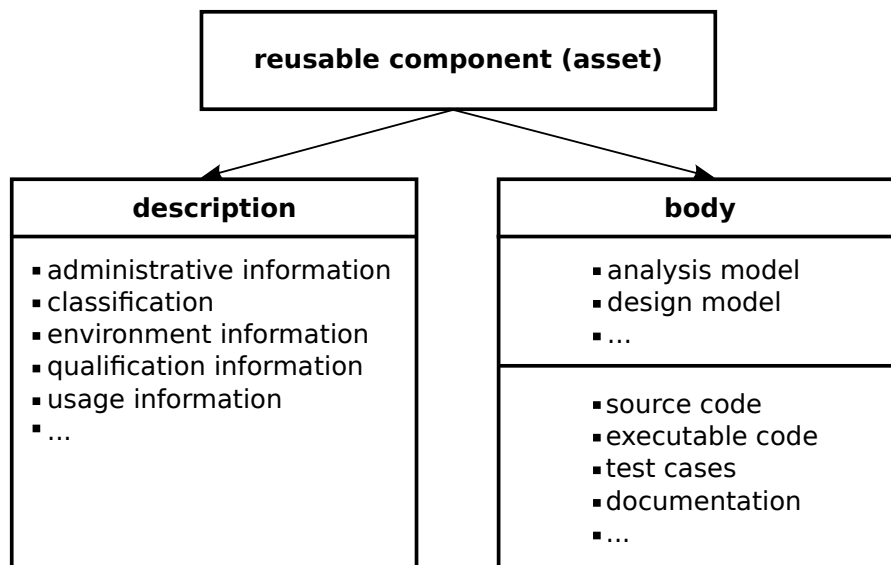 reusable component (asset)
description
▪ administrative information
▪ classification
▪ environment information
▪ qualification information
▪ usage information
▪ ...
body
▪ analysis model
▪ design model
▪ ...
▪ source code
▪ executable code
▪ test cases
▪ documentation
▪ ...